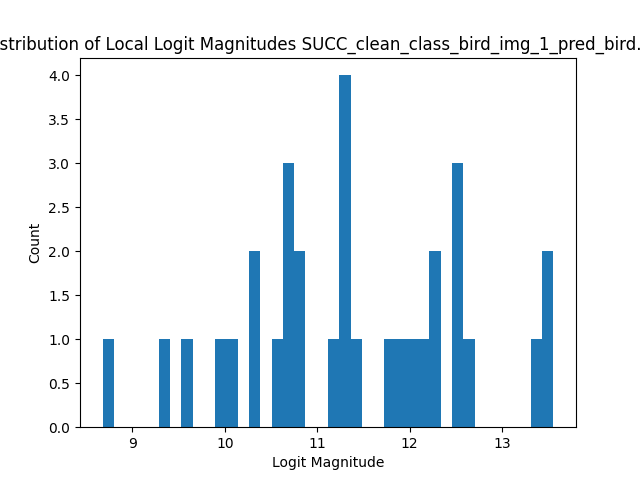 stribution of Local Logit Magnitudes SUCC_clean_class_bird_img_1_pred_bird.
4.0
3.5
3.0
2.5
2.0
1.5
1.0
0.5
0.0
Count
9 10 11 12 13
Logit Magnitude